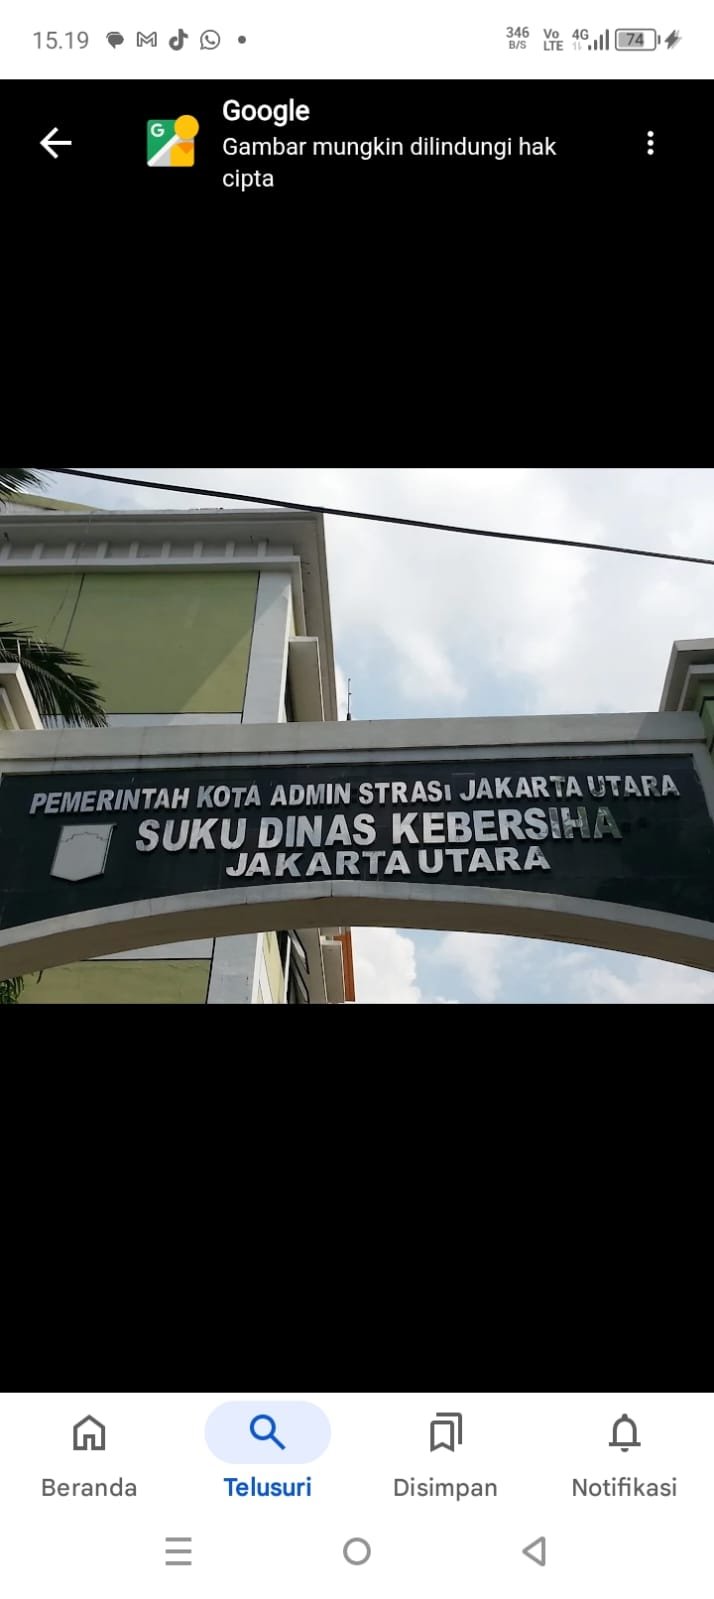 15.19
346 B/S
Vo LTE
4G
74
G
Google
Gambar mungkin dilindungi hak
cipta
PEMERINTAH KOTA ADMIN STRASI JAKARTA UTARA
SUKU DINAS KEBERSIHA
JAKARTA UTARA
Beranda
Telusuri
Disimpan
Notifikasi